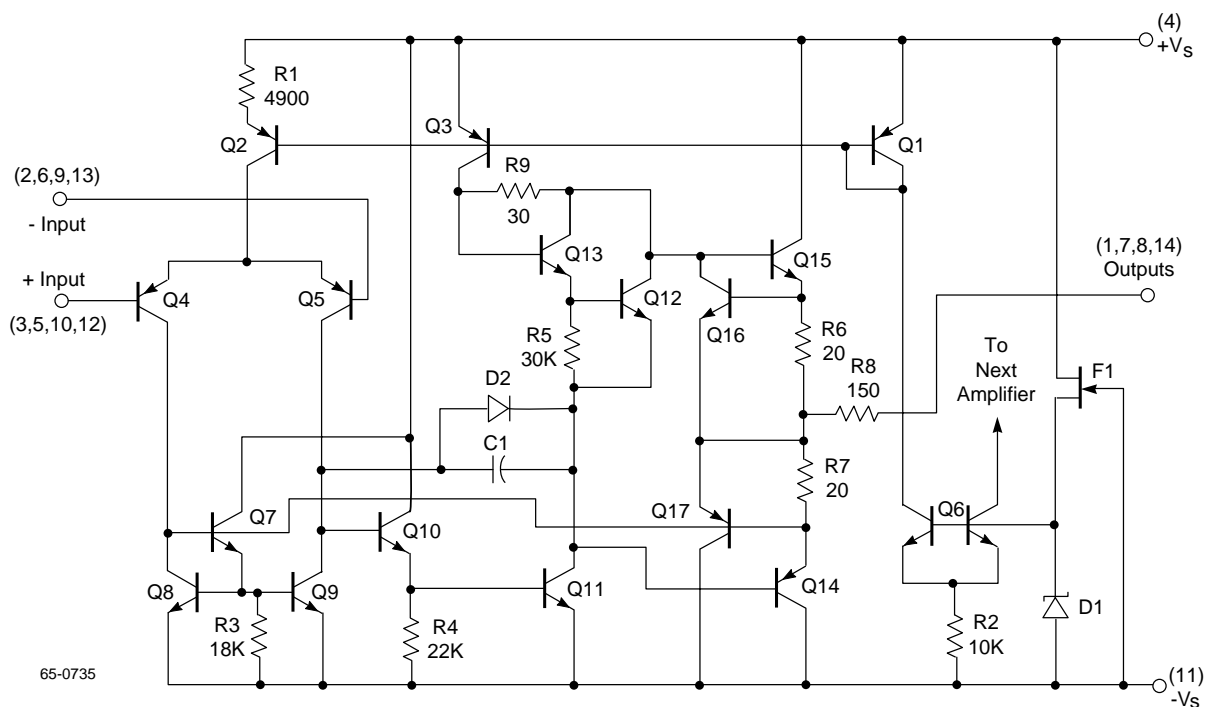 (4)
+Vs
R1
4900
Q2
Q3
Q1
(2,6,9,13)
- Input
R9
30
+ Input
(3,5,10,12)
Q4
Q5
Q13
Q12
Q15
Q16
(1,7,8,14)
Outputs
R5
30K
R6
20
R8
150
To
Next
Amplifier
F1
D2
C1
R7
20
Q7
Q10
Q17
Q6
Q8
Q9
Q11
Q14
R3
18K
R4
22K
R2
10K
D1
65-0735
(11)
-Vs